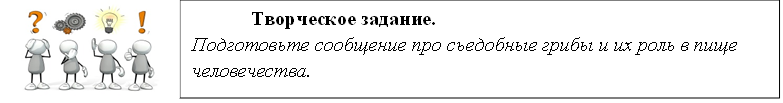 ? !
Творческое задание.
Подготовьте сообщение про съедобные грибы и их роль в пище
человечества.